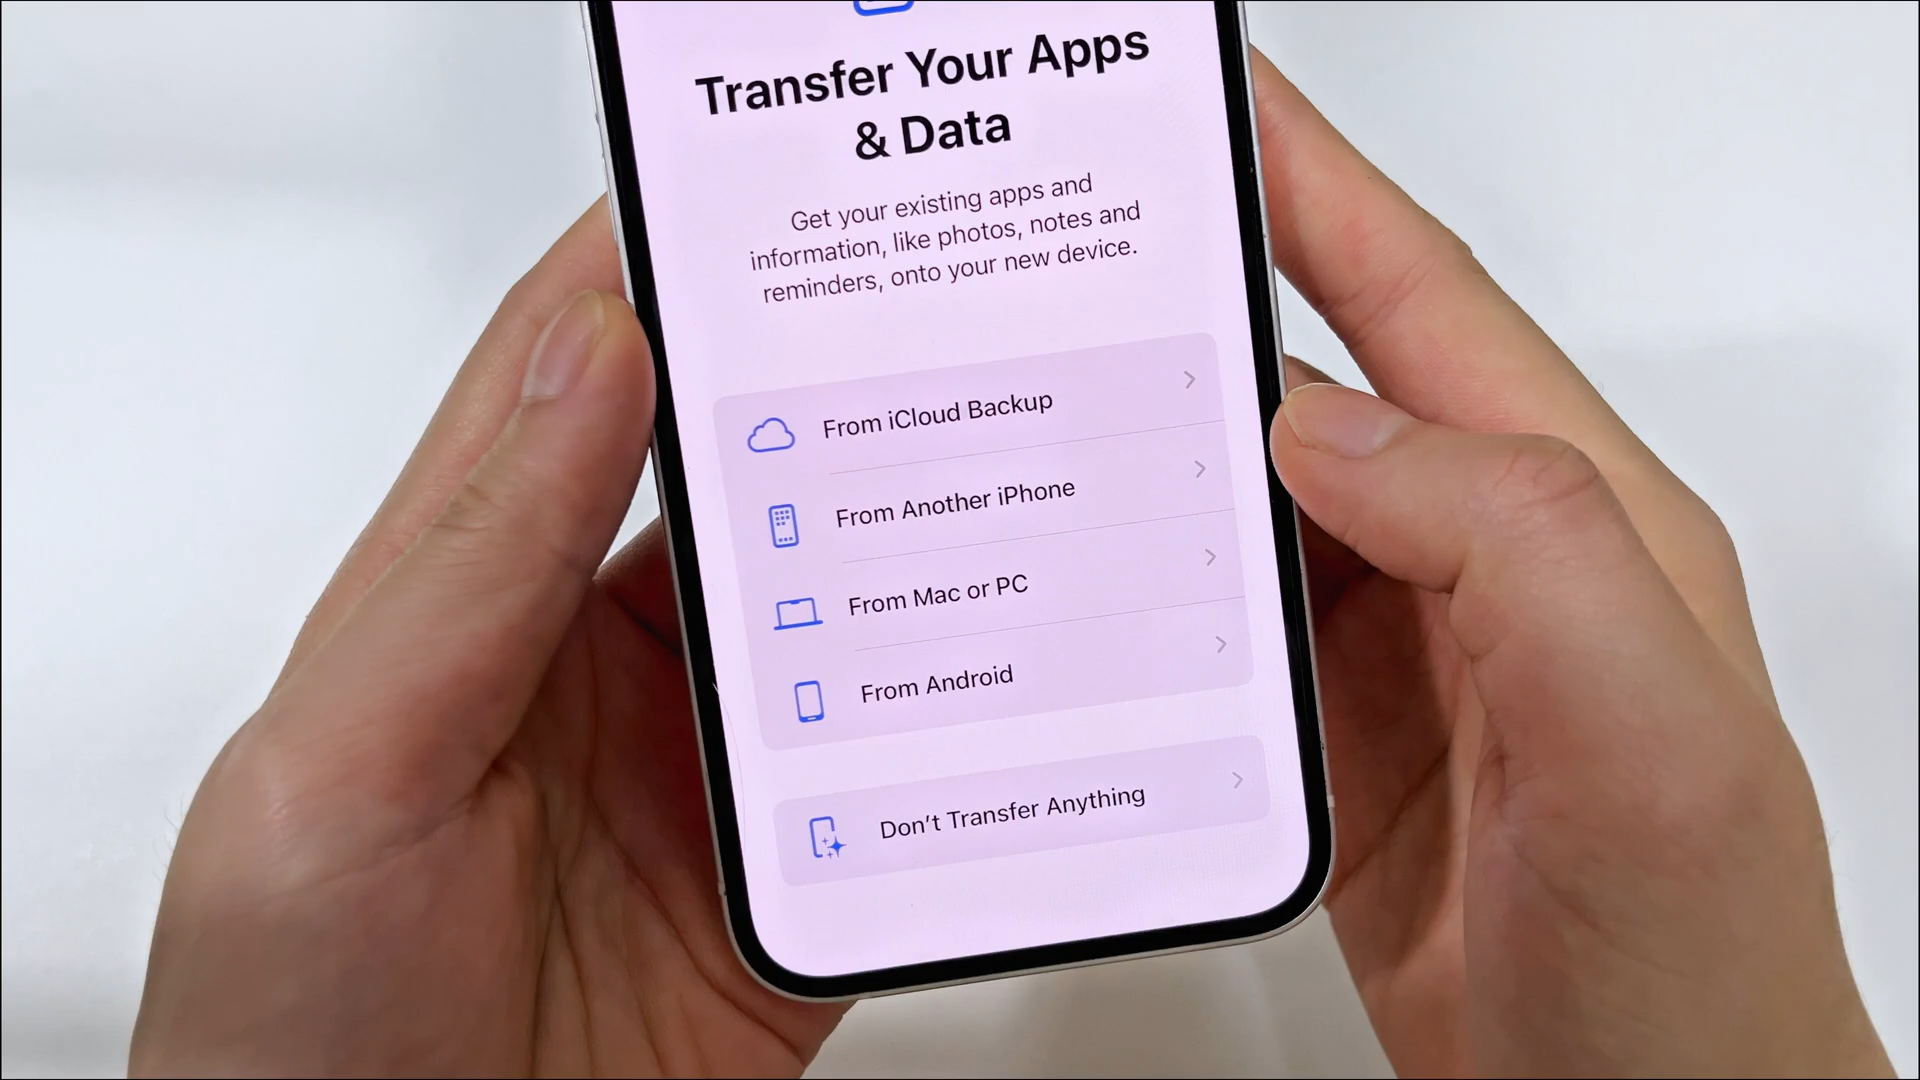 Transfer Your Apps
& Data
Get your existing apps and
information, like photos, notes and
reminders, onto your new device.
From iCloud Backup
From Another iPhone
From Mac or PC
From Android
Don’t Transfer Anything